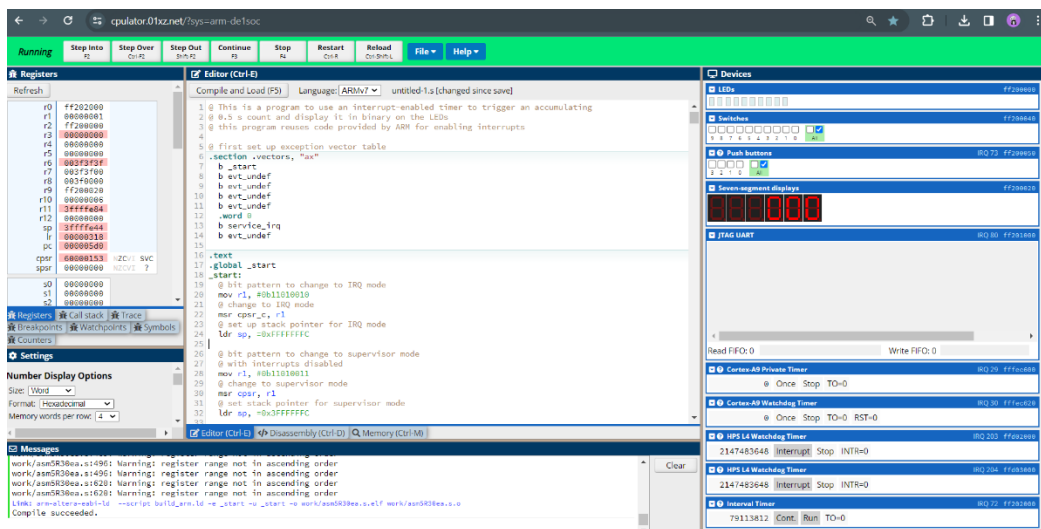 cpulator.01xz.net/?sys=arm-de1soc
Running
Step Into F2
Step Over Ctrl-F2
Step Out Shift-F2
Continue F3
Stop F4
Restart Ctrl-R
Reload Ctrl-Shift-L
File
Help
Registers
Refresh
r0 ff202000
r1 00000001
r2 ff200000
r3 00000000
r4 00000000
r5 00000000
r6 003f3f3f
r7 003f3f00
r8 003f0000
r9 ff200020
r10 00000006
r11 3ffffe84
r12 00000000
sp 3ffffe44
lr 00000318
pc 000005d0
cpsr 60000153 NZCVI SVC
spsr 00000000 NZCVI ?
s0 00000000
s1 00000000
s2 00000000
Registers Call stack Trace
Breakpoints Watchpoints Symbols
Counters
Settings
Number Display Options
Size: Word
Format: Hexadecimal
Memory words per row: 4
Editor (Ctrl-E)
Compile and Load (F5) Language: ARMv7 untitled-1.s [changed since save]
1 @ This is a program to use an interrupt-enabled timer to trigger an accumulating
2 @ 0.5 s count and display it in binary on the LEDs
3 @ this program reuses code provided by ARM for enabling interrupts
4
5 @ first set up exception vector table
6 .section .vectors, "ax"
7 b _start
8 b evt_undef
9 b evt_undef
10 b evt_undef
11 b evt_undef
12 .word 0
13 b service_irq
14 b evt_undef
15
16 .text
17 .global _start
18 _start:
19 @ bit pattern to change to IRQ mode
20 mov r1, #0b11010010
21 @ change to IRQ mode
22 msr cpsr_c, r1
23 @ set up stack pointer for IRQ mode
24 ldr sp, =0xFFFFFFFC
25
26 @ bit pattern to change to supervisor mode
27 @ with interrupts disabled
28 mov r1, #0b11010011
29 @ change to supervisor mode
30 msr cpsr, r1
31 @ set stack pointer for supervisor mode
32 ldr sp, =0x3FFFFFFC
33
Editor (Ctrl-E) Disassembly (Ctrl-D) Memory (Ctrl-M)
Messages
Clear
work/asm5R30ea.s:496: Warning: register range not in ascending order
work/asm5R30ea.s:496: Warning: register range not in ascending order
work/asm5R30ea.s:620: Warning: register range not in ascending order
work/asm5R30ea.s:620: Warning: register range not in ascending order
Link: arm-altera-eabi-ld --script build_arm.ld -e _start -u _start -o work/asm5R30ea.s.elf work/asm5R30ea.s.o
Compile succeeded.
Devices
LEDs ff200000
Switches ff200040
9 8 7 6 5 4 3 2 1 0 All
Push buttons IRQ 73 ff200050
3 2 1 0 All
Seven-segment displays ff200020
000
JTAG UART IRQ 80 ff201000
Read FIFO: 0 Write FIFO: 0
Cortex-A9 Private Timer IRQ 29 fffec600
0 Once Stop TO=0
Cortex-A9 Watchdog Timer IRQ 30 fffec620
0 Once Stop TO=0 RST=0
HPS L4 Watchdog Timer IRQ 203 ffd02000
2147483648 Interrupt Stop INTR=0
HPS L4 Watchdog Timer IRQ 204 ffd03000
2147483648 Interrupt Stop INTR=0
Interval Timer IRQ 72 ff202000
79113812 Cont. Run TO=0